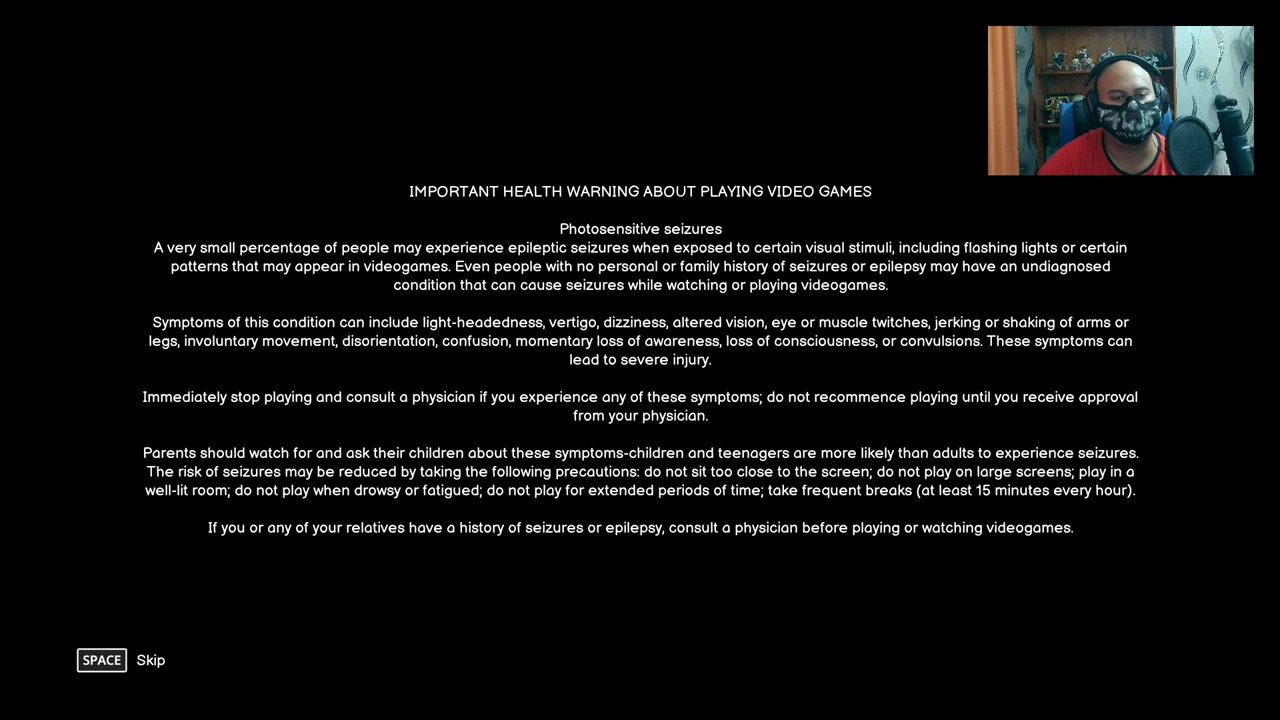 IMPORTANT HEALTH WARNING ABOUT PLAYING VIDEO GAMES
Photosensitive seizures
A very small percentage of people may experience epileptic seizures when exposed to certain visual stimuli, including flashing lights or certain
patterns that may appear in videogames. Even people with no personal or family history of seizures or epilepsy may have an undiagnosed
condition that can cause seizures while watching or playing videogames.
Symptoms of this condition can include light-headedness, vertigo, dizziness, altered vision, eye or muscle twitches, jerking or shaking of arms or
legs, involuntary movement, disorientation, confusion, momentary loss of awareness, loss of consciousness, or convulsions. These symptoms can
lead to severe injury.
Immediately stop playing and consult a physician if you experience any of these symptoms; do not recommence playing until you receive approval
from your physician.
Parents should watch for and ask their children about these symptoms-children and teenagers are more likely than adults to experience seizures.
The risk of seizures may be reduced by taking the following precautions: do not sit too close to the screen; do not play on large screens; play in a
well-lit room; do not play when drowsy or fatigued; do not play for extended periods of time; take frequent breaks (at least 15 minutes every hour).
If you or any of your relatives have a history of seizures or epilepsy, consult a physician before playing or watching videogames.
SPACE Skip